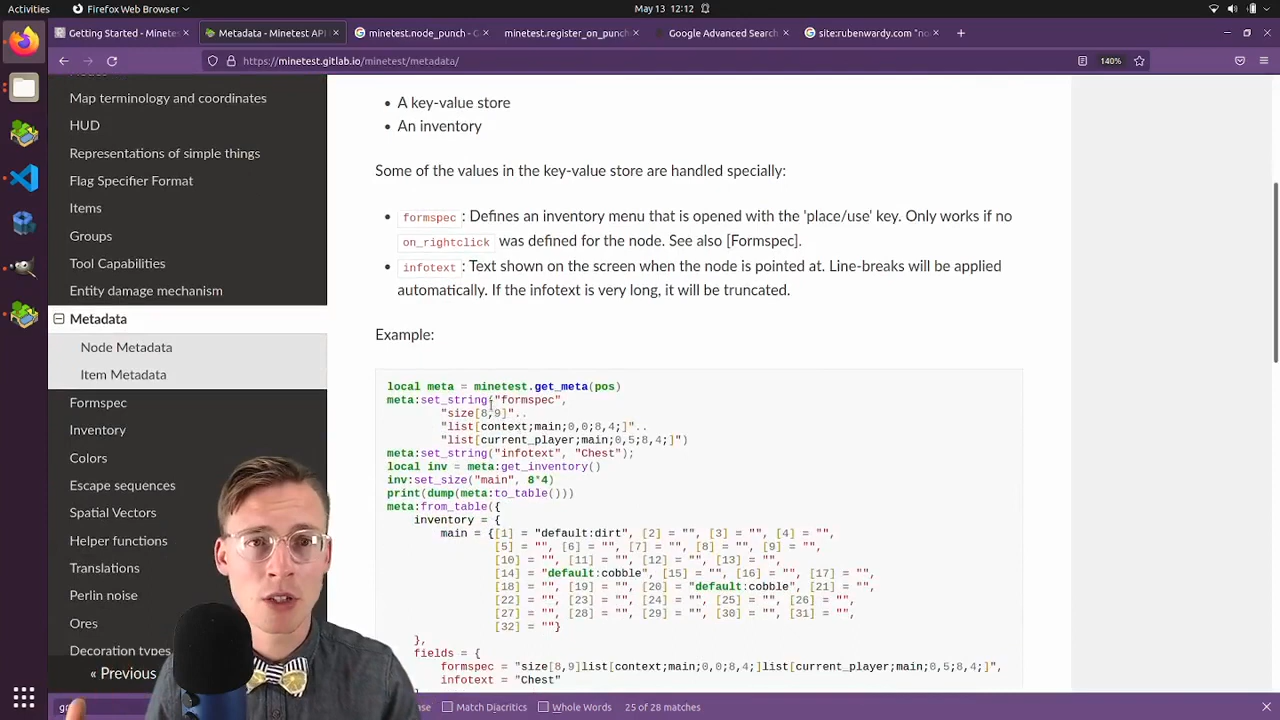 Activities
Firefox Web Browser
May 13 12:12
Getting Started - Minetes
Metadata - Minetest API
minetest.node_punch - G
minetest.register_on_punch
Google Advanced Search
site:rubenwardy.com "no
https://minetest.gitlab.io/minetest/metadata/
140%
Map terminology and coordinates
HUD
Representations of simple things
Flag Specifier Format
Items
Groups
Tool Capabilities
Entity damage mechanism
Metadata
Node Metadata
Item Metadata
Formspec
Inventory
Colors
Escape sequences
Spatial Vectors
Helper functions
Translations
Perlin noise
Ores
Decoration types
« Previous
• A key-value store
• An inventory
Some of the values in the key-value store are handled specially:
• formspec : Defines an inventory menu that is opened with the 'place/use' key. Only works if no
on_rightclick was defined for the node. See also [Formspec].
• infotext : Text shown on the screen when the node is pointed at. Line-breaks will be applied
automatically. If the infotext is very long, it will be truncated.
Example:
local meta = minetest.get_meta(pos)
meta:set_string("formspec",
"size[8,9]"..
"list[context;main;0,0;8,4;]"..
"list[current_player;main;0,5;8,4;]")
meta:set_string("infotext", "Chest");
local inv = meta:get_inventory()
inv:set_size("main", 8*4)
print(dump(meta:to_table()))
meta:from_table({
inventory = {
main = {[1] = "default:dirt", [2] = "", [3] = "", [4] = "",
[5] = "", [6] = "", [7] = "", [8] = "", [9] = "",
[10] = "", [11] = "", [12] = "", [13] = "",
[14] = "default:cobble", [15] = "", [16] = "", [17] = "",
[18] = "", [19] = "", [20] = "default:cobble", [21] = "",
[22] = "", [23] = "", [24] = "", [25] = "", [26] = "",
[27] = "", [28] = "", [29] = "", [30] = "", [31] = "",
[32] = ""}
},
fields = {
formspec = "size[8,9]list[context;main;0,0;8,4;]list[current_player;main;0,5;8,4;]",
infotext = "Chest"
Match Diacritics
Whole Words
25 of 28 matches